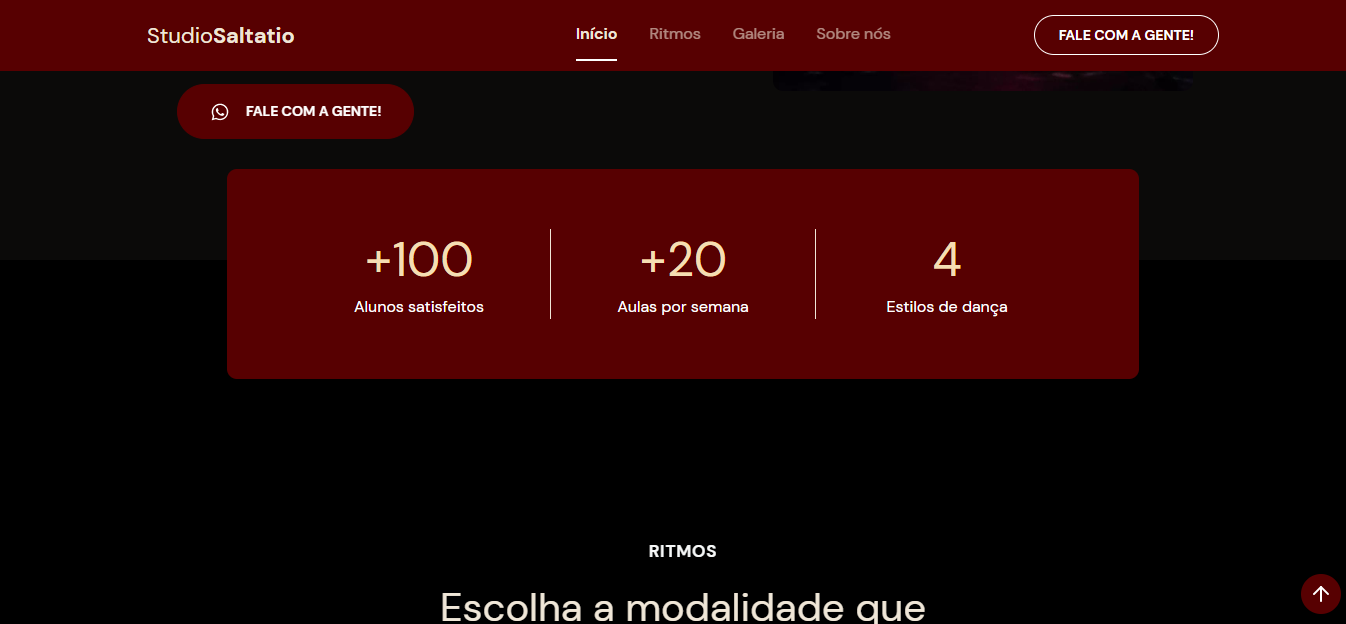 StudioSaltatio
Início
Ritmos
Galeria
Sobre nós
FALE COM A GENTE!
FALE COM A GENTE!
+100
Alunos satisfeitos
+20
Aulas por semana
4
Estilos de dança
RITMOS
Escolha a modalidade que